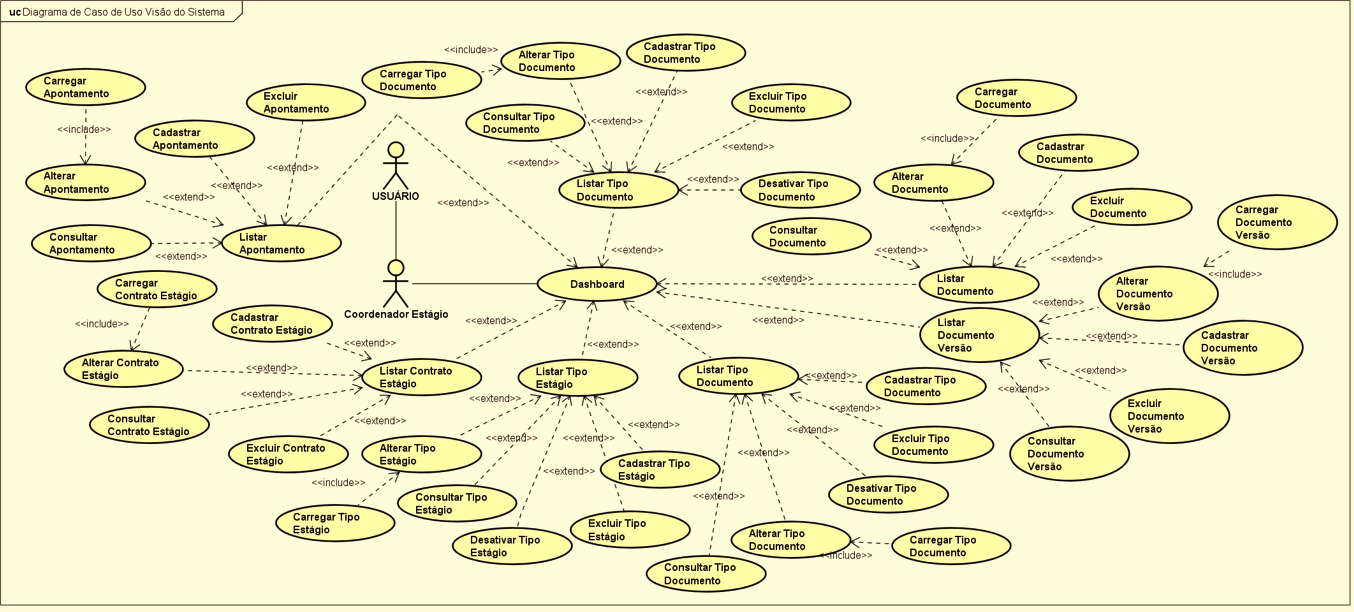 uc Diagrama de Caso de Uso Visão do Sistema
Carregar
Apontamento
<<include>>
Alterar
Apontamento
Cadastrar
Apontamento
<<extend>>
Excluir
Apontamento
<<extend>>
<<extend>>
Consultar
Apontamento
<<extend>>
Listar
Apontamento
<<extend>>
USUÁRIO
Coordenador Estágio
Dashboard
Carregar Tipo
Documento
<<include>>
Alterar Tipo
Documento
<<extend>>
Cadastrar Tipo
Documento
<<extend>>
Consultar Tipo
Documento
<<extend>>
Excluir Tipo
Documento
<<extend>>
Desativar Tipo
Documento
<<extend>>
Listar Tipo
Documento
<<extend>>
Carregar
Documento
<<include>>
Alterar
Documento
<<extend>>
Cadastrar
Documento
<<extend>>
Excluir
Documento
<<extend>>
Consultar
Documento
<<extend>>
Listar
Documento
<<extend>>
Carregar
Documento
Versão
<<include>>
Alterar
Documento
Versão
<<extend>>
Cadastrar
Documento
Versão
<<extend>>
Excluir
Documento
Versão
<<extend>>
Consultar
Documento
Versão
<<extend>>
Listar
Documento
Versão
<<extend>>
Carregar
Contrato Estágio
<<include>>
Alterar Contrato
Estágio
<<extend>>
Cadastrar
Contrato Estágio
<<extend>>
Consultar
Contrato Estágio
<<extend>>
Excluir Contrato
Estágio
<<extend>>
Listar Contrato
Estágio
<<extend>>
Listar Tipo
Estágio
<<extend>>
Alterar Tipo
Estágio
<<extend>>
<<include>>
Carregar Tipo
Estágio
Consultar Tipo
Estágio
<<extend>>
Desativar Tipo
Estágio
<<extend>>
Excluir Tipo
Estágio
<<extend>>
Cadastrar Tipo
Estágio
<<extend>>
Listar Tipo
Documento
<<extend>>
Cadastrar Tipo
Documento
<<extend>>
Excluir Tipo
Documento
<<extend>>
Desativar Tipo
Documento
<<extend>>
Alterar Tipo
Documento
<<extend>>
<<include>>
Carregar Tipo
Documento
Consultar Tipo
Documento
<<extend>>